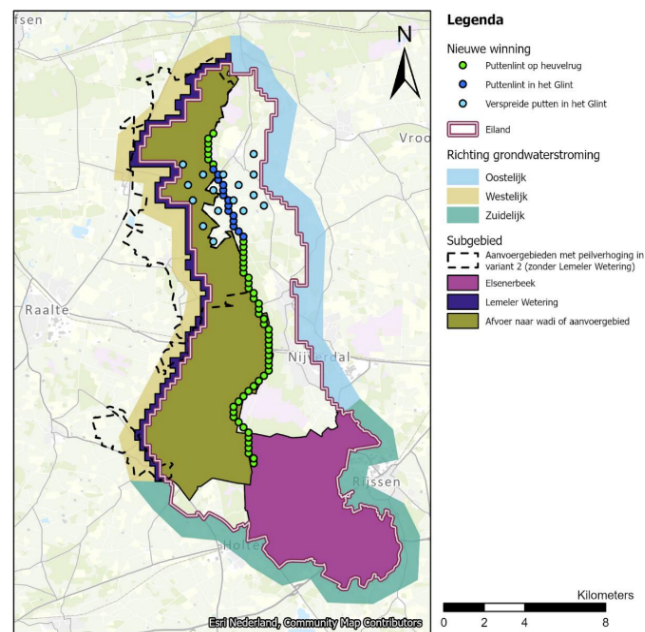 fsen
N
Vroo
Raalte
Nijverdal
Rijssen
Holte
Esri Nederland, Community Map Contributors
Legenda
Nieuwe winning
Puttenlint op heuvelrug
Puttenlint in het Glint
Verspreide putten in het Glint
Eiland
Richting grondwaterstroming
Oostelijk
Westelijk
Zuidelijk
Subgebied
Aanvoergebieden met peilverhoging in
variant 2 (zonder Lemeler Wetering)
Elsenerbeek
Lemeler Wetering
Afvoer naar wadi of aanvoergebied
Kilometers
0 2 4 8